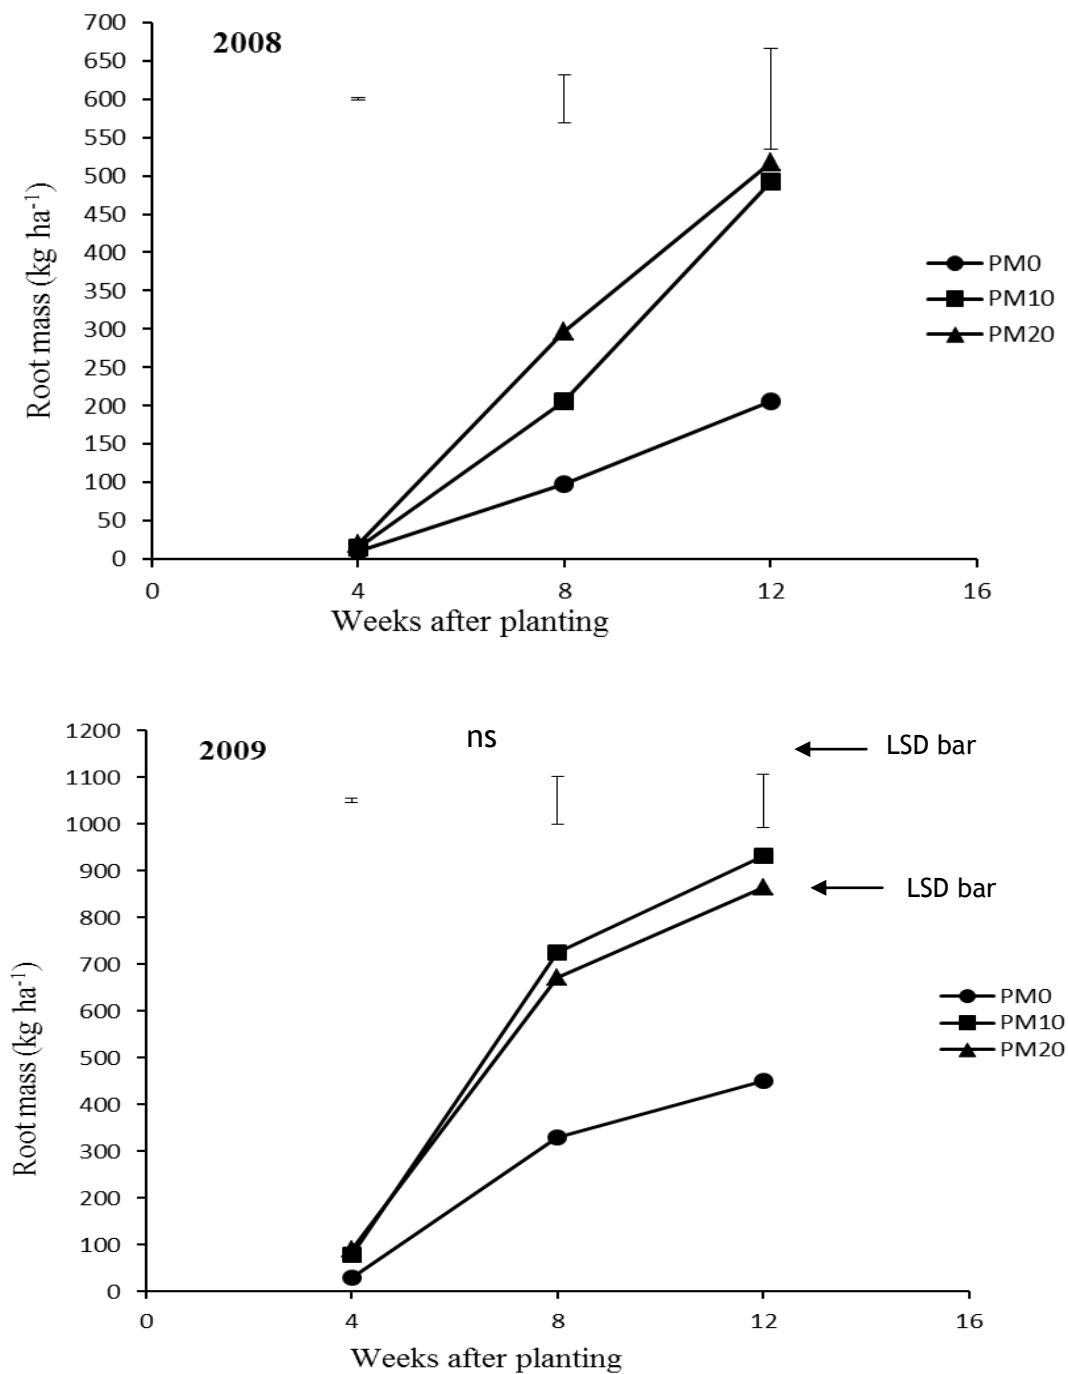 700
2008
650
600
550
500
450
400
350
300
250
200
150
100
50
0
Root mass (kg ha-1)
PM0
PM10
PM20
0 4 8 12 16
Weeks after planting
1200
2009
ns
LSD bar
1100
1000
900
LSD bar
800
700
600
500
400
300
200
100
0
Root mass (kg ha-1)
PM0
PM10
PM20
0 4 8 12 16
Weeks after planting